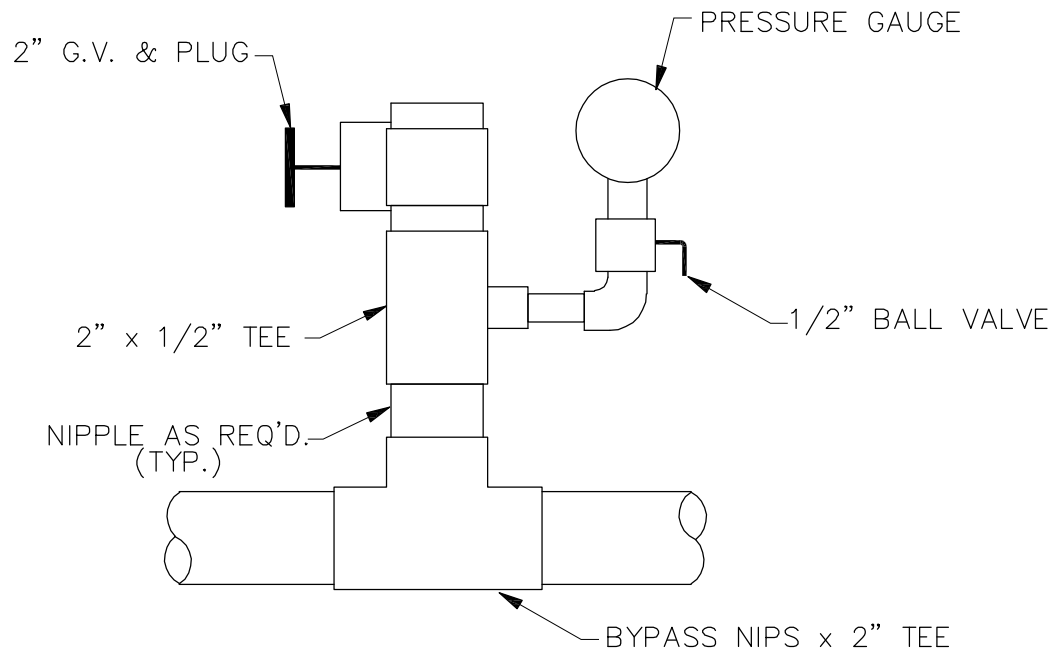 PRESSURE GAUGE
2” G.V. & PLUG
2” x 1/2” TEE
1/2” BALL VALVE
NIPPLE AS REQ'D.
(TYP.)
BYPASS NIPS x 2” TEE